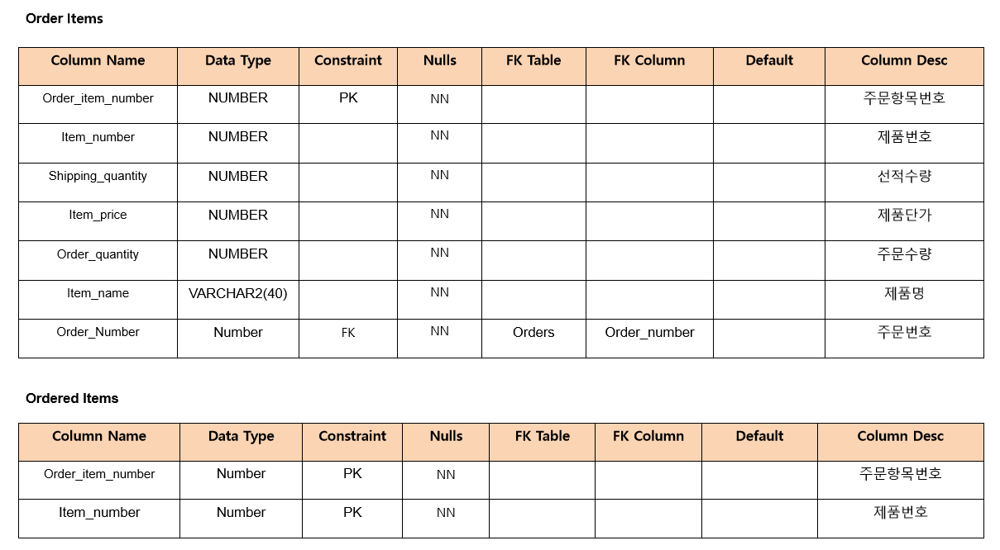 Order Items
Column Name Data Type Constraint Nulls FK Table FK Column Default Column Desc
Order_item_number NUMBER PK NN 주문항목번호
Item_number NUMBER NN 제품번호
Shipping_quantity NUMBER NN 선적수량
Item_price NUMBER NN 제품단가
Order_quantity NUMBER NN 주문수량
Item_name VARCHAR2(40) NN 제품명
Order_Number Number FK NN Orders Order_number 주문번호
Ordered Items
Column Name Data Type Constraint Nulls FK Table FK Column Default Column Desc
Order_item_number Number PK NN 주문항목번호
Item_number Number PK NN 제품번호